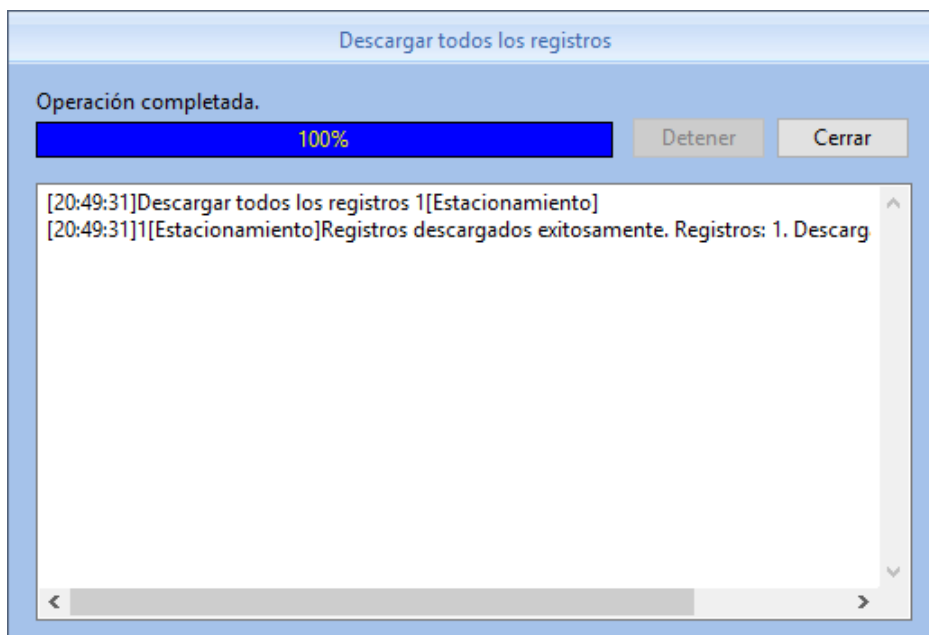 Descargar todos los registros
Operación completada.
100%
Detener
Cerrar
[20:49:31]Descargar todos los registros 1[Estacionamiento]
[20:49:31]1[Estacionamiento]Registros descargados exitosamente. Registros: 1. Descarg